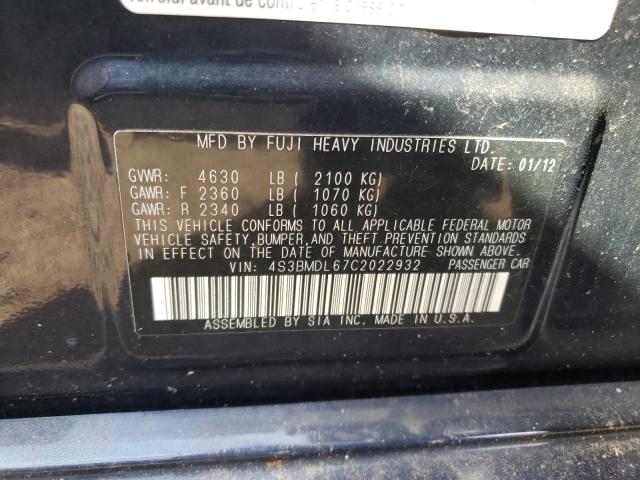 avant de
MFD BY FUJI HEAVY INDUSTRIES LTD.
DATE: 01/12
GVWR: 4630 LB ( 2100 KG)
GAWR: F 2360 LB ( 1070 KG)
GAWR: R 2340 LB ( 1060 KG)
THIS VEHICLE CONFORMS TO ALL APPLICABLE FEDERAL MOTOR
VEHICLE SAFETY, BUMPER, AND THEFT PREVENTION STANDARDS
IN EFFECT ON THE DATE OF MANUFACTURE SHOWN ABOVE.
VIN: 4S3BMDL67C2022932 PASSENGER CAR
ASSEMBLED BY SIA INC. MADE IN U.S.A.